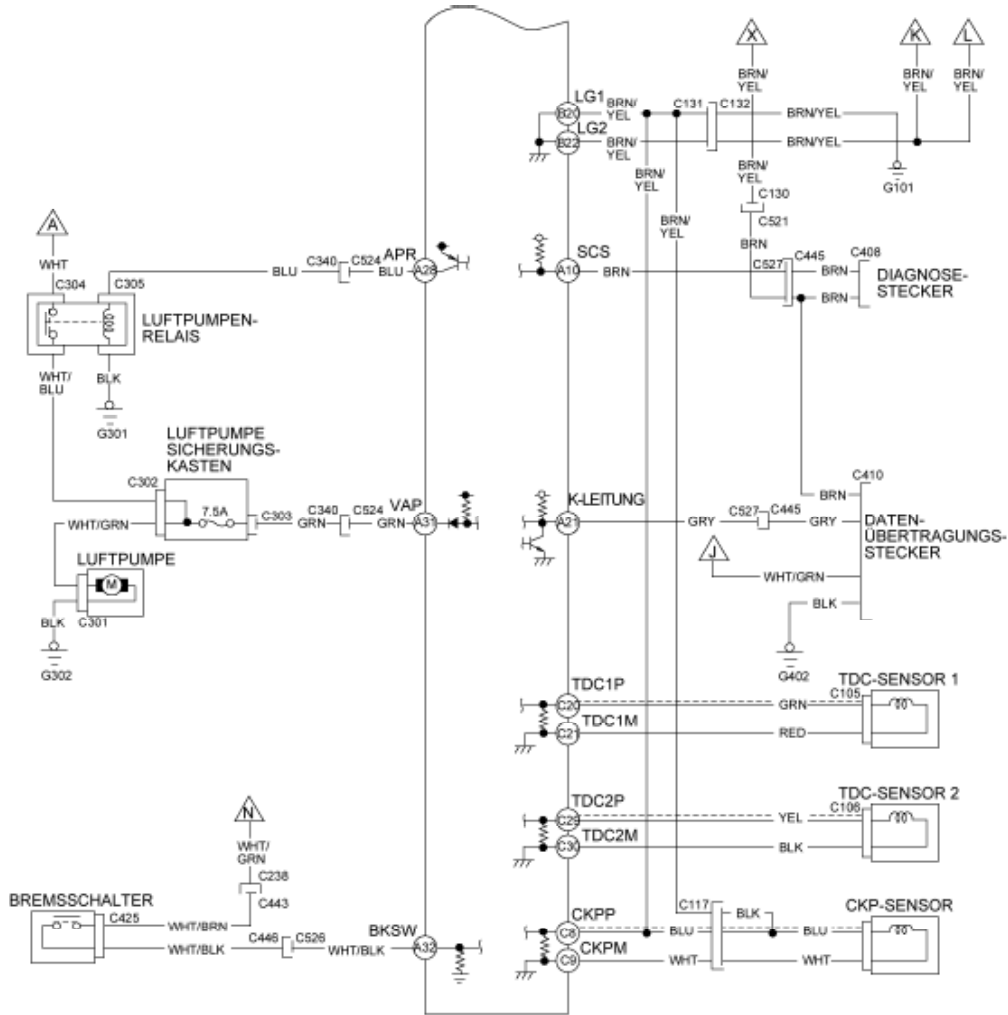 X
K
L
BRN/
YEL
BRN/
YEL
BRN/
YEL
LG1
B20
BRN/
YEL
C131
C132
BRN/YEL
LG2
B22
BRN/
YEL
BRN/YEL
G101
BRN/
YEL
BRN/
YEL
C130
C521
BRN
A
WHT
C304
C305
BLU
C340
C524
BLU
APR
A28
SCS
A10
BRN
C527
C445
BRN
C408
BRN
DIAGNOSE-
STECKER
LUFTPUMPEN-
RELAIS
WHT/
BLU
BLK
G301
LUFTPUMPE
SICHERUNGS-
KASTEN
C302
7.5A
C303
GRN
C340
C524
GRN
VAP
A31
K-LEITUNG
A21
GRY
C527
C445
GRY
C410
BRN
DATEN-
ÜBERTRAGUNGS-
STECKER
J
WHT/GRN
BLK
G402
WHT/GRN
LUFTPUMPE
M
C301
BLK
G302
TDC1P
C20
GRN
C105
TDC-SENSOR 1
TDC1M
C21
RED
TDC2P
C29
YEL
C106
TDC-SENSOR 2
TDC2M
C30
BLK
N
WHT/
GRN
C238
C443
BREMSSCHALTER
C425
WHT/BRN
WHT/BLK
C446
C526
WHT/BLK
BKSW
A32
CKPP
C8
BLU
C117
BLK
BLU
CKP-SENSOR
CKPM
C9
WHT
WHT